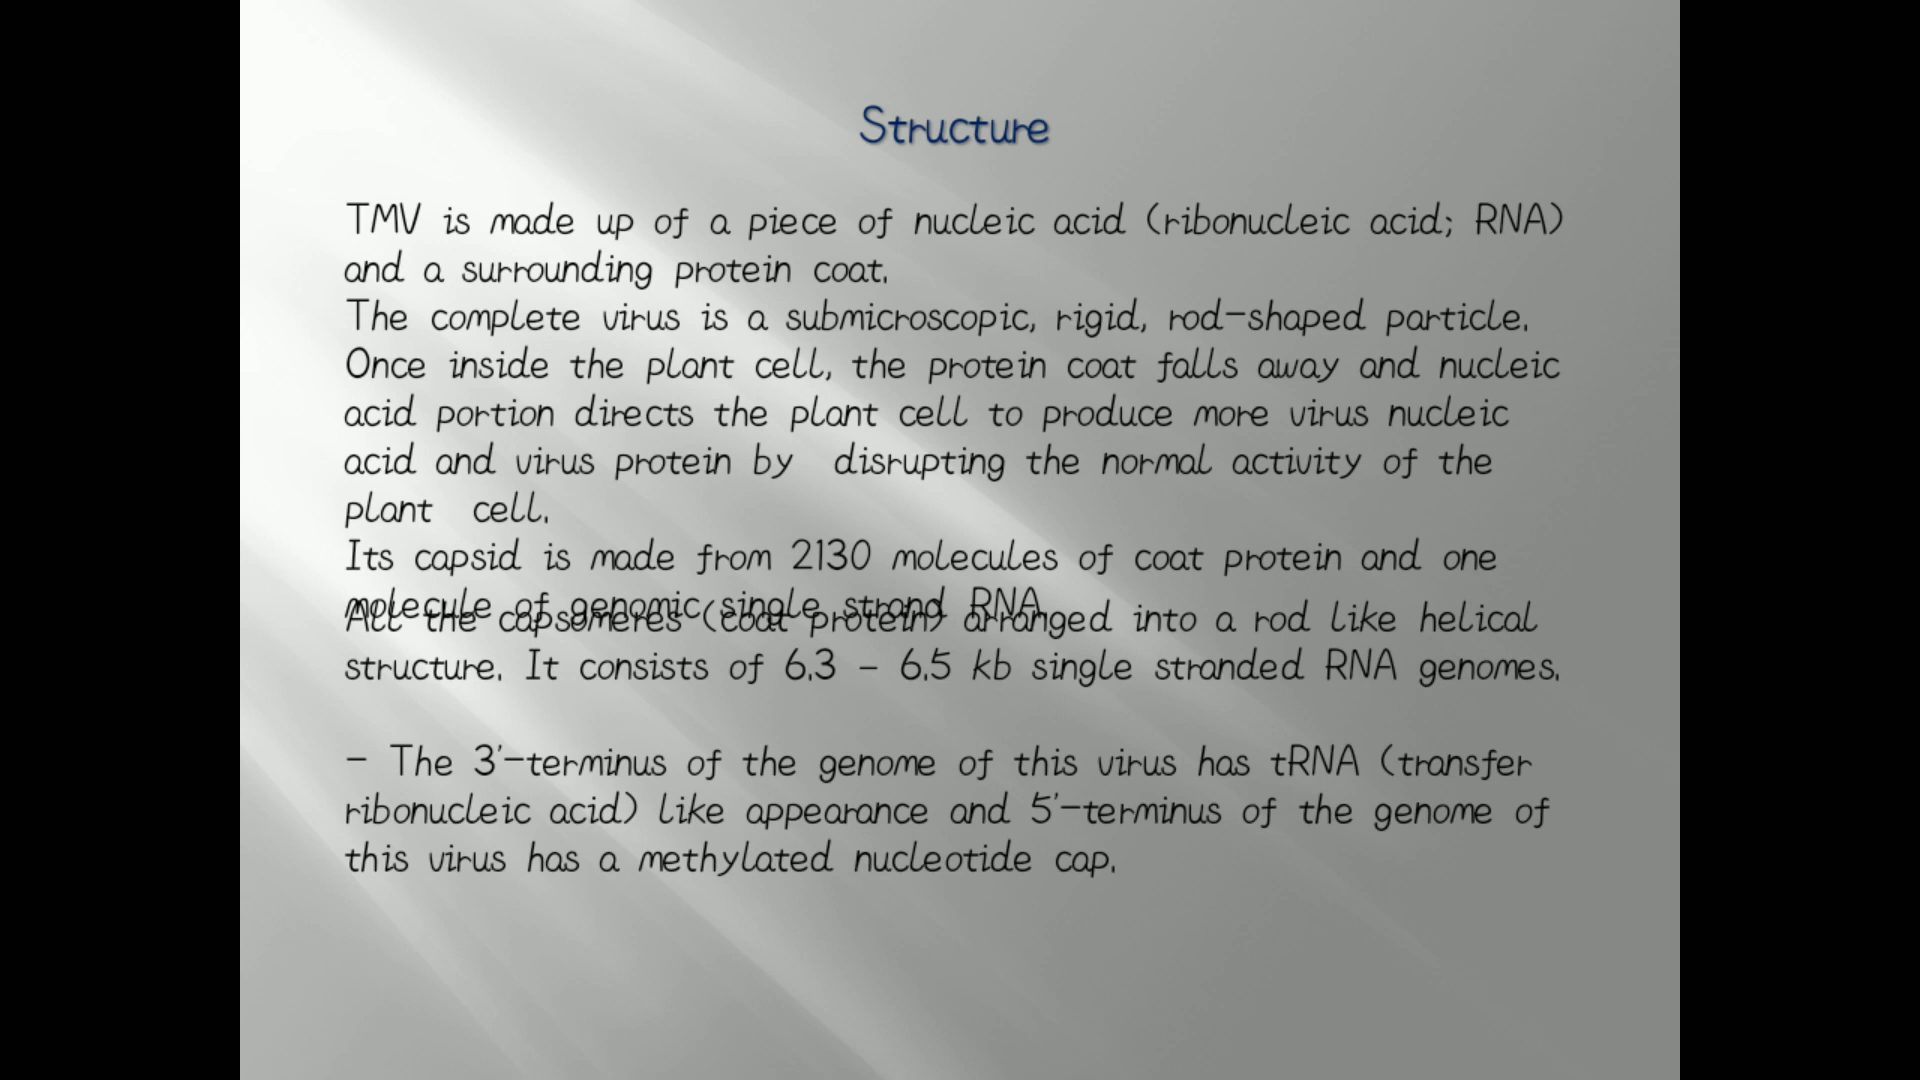 Structure
TMV is made up of a piece of nucleic acid (ribonucleic acid; RNA)
and a surrounding protein coat.
The complete virus is a submicroscopic, rigid, rod-shaped particle.
Once inside the plant cell, the protein coat falls away and nucleic
acid portion directs the plant cell to produce more virus nucleic
acid and virus protein by disrupting the normal activity of the
plant cell.
Its capsid is made from 2130 molecules of coat protein and one
molecule of genomic single strand RNA.
All the capsomeres (coat protein) arranged into a rod like helical
structure. It consists of 6.3 - 6.5 kb single stranded RNA genomes.
- The 3'-terminus of the genome of this virus has tRNA (transfer
ribonucleic acid) like appearance and 5'-terminus of the genome of
this virus has a methylated nucleotide cap.